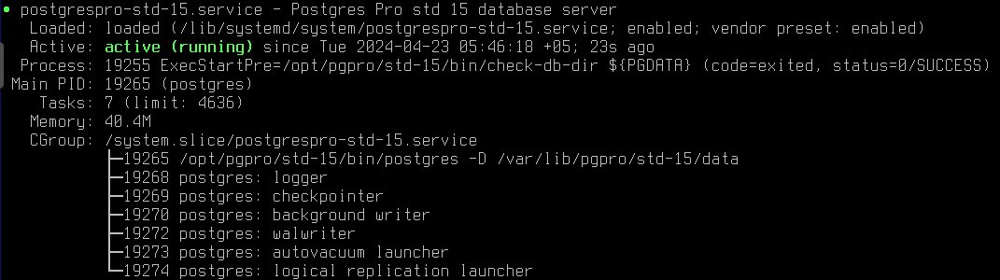 ● postgrespro-std-15.service - Postgres Pro std 15 database server
Loaded: loaded (/lib/systemd/system/postgrespro-std-15.service; enabled; vendor preset: enabled)
Active: active (running) since Tue 2024-04-23 05:46:18 +05; 23s ago
Process: 19255 ExecStartPre=/opt/pgpro/std-15/bin/check-db-dir ${PGDATA} (code=exited, status=0/SUCCESS)
Main PID: 19265 (postgres)
Tasks: 7 (limit: 4636)
Memory: 40.4M
CGroup: /system.slice/postgrespro-std-15.service
├─19265 /opt/pgpro/std-15/bin/postgres -D /var/lib/pgpro/std-15/data
├─19268 postgres: logger
├─19269 postgres: checkpointer
├─19270 postgres: background writer
├─19272 postgres: walwriter
├─19273 postgres: autovacuum launcher
└─19274 postgres: logical replication launcher